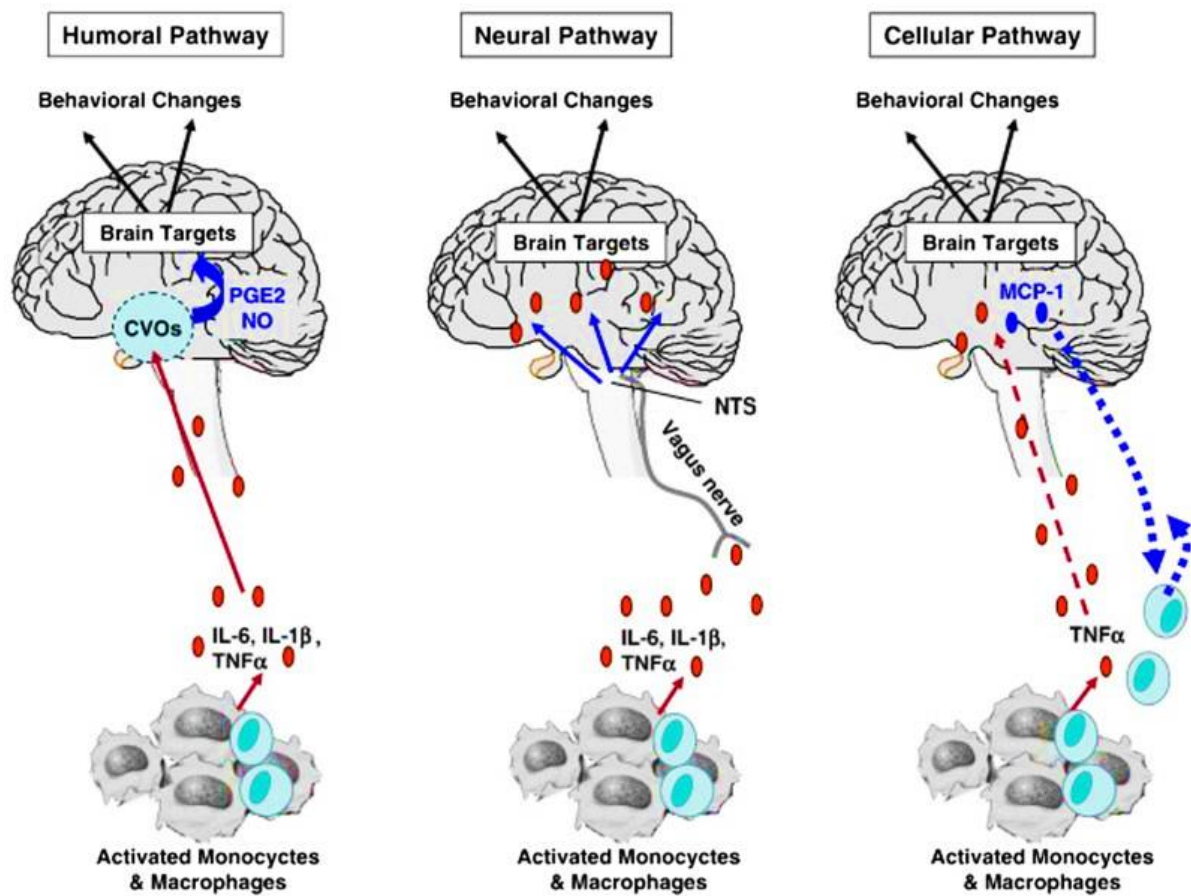 Humoral Pathway
Behavioral Changes
Brain Targets
PGE2
NO
CVOs
IL-6, IL-1β,
TNFα
Activated Monocytes
& Macrophages
Neural Pathway
Behavioral Changes
Brain Targets
NTS
Vagus nerve
IL-6, IL-1β,
TNFα
Activated Monocytes
& Macrophages
Cellular Pathway
Behavioral Changes
Brain Targets
MCP-1
TNFα
Activated Monocytes
& Macrophages